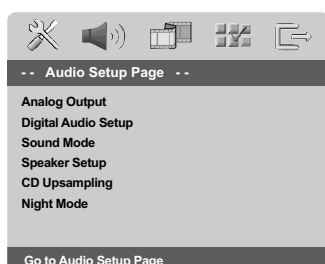 -- Audio Setup Page --
Analog Output
Digital Audio Setup
Sound Mode
Speaker Setup
CD Upsampling
Night Mode
Go to Audio Setup Page